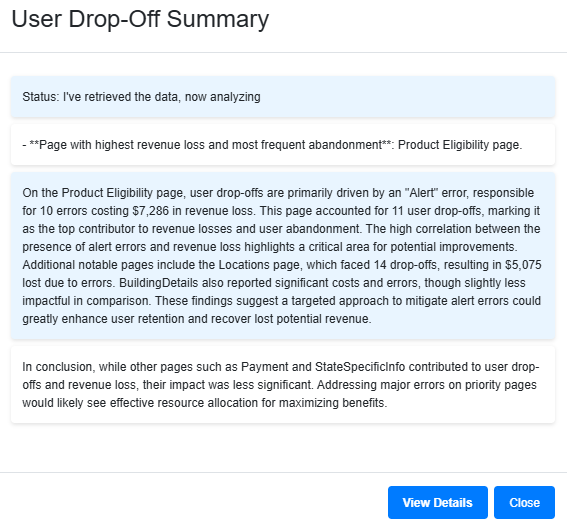 User Drop-Off Summary
Status: I've retrieved the data, now analyzing
- **Page with highest revenue loss and most frequent abandonment**: Product Eligibility page.
On the Product Eligibility page, user drop-offs are primarily driven by an "Alert" error, responsible
for 10 errors costing $7,286 in revenue loss. This page accounted for 11 user drop-offs, marking it
as the top contributor to revenue losses and user abandonment. The high correlation between the
presence of alert errors and revenue loss highlights a critical area for potential improvements.
Additional notable pages include the Locations page, which faced 14 drop-offs, resulting in $5,075
lost due to errors. BuildingDetails also reported significant costs and errors, though slightly less
impactful in comparison. These findings suggest a targeted approach to mitigate alert errors could
greatly enhance user retention and recover lost potential revenue.
In conclusion, while other pages such as Payment and StateSpecificInfo contributed to user drop-
offs and revenue loss, their impact was less significant. Addressing major errors on priority pages
would likely see effective resource allocation for maximizing benefits.
View Details
Close